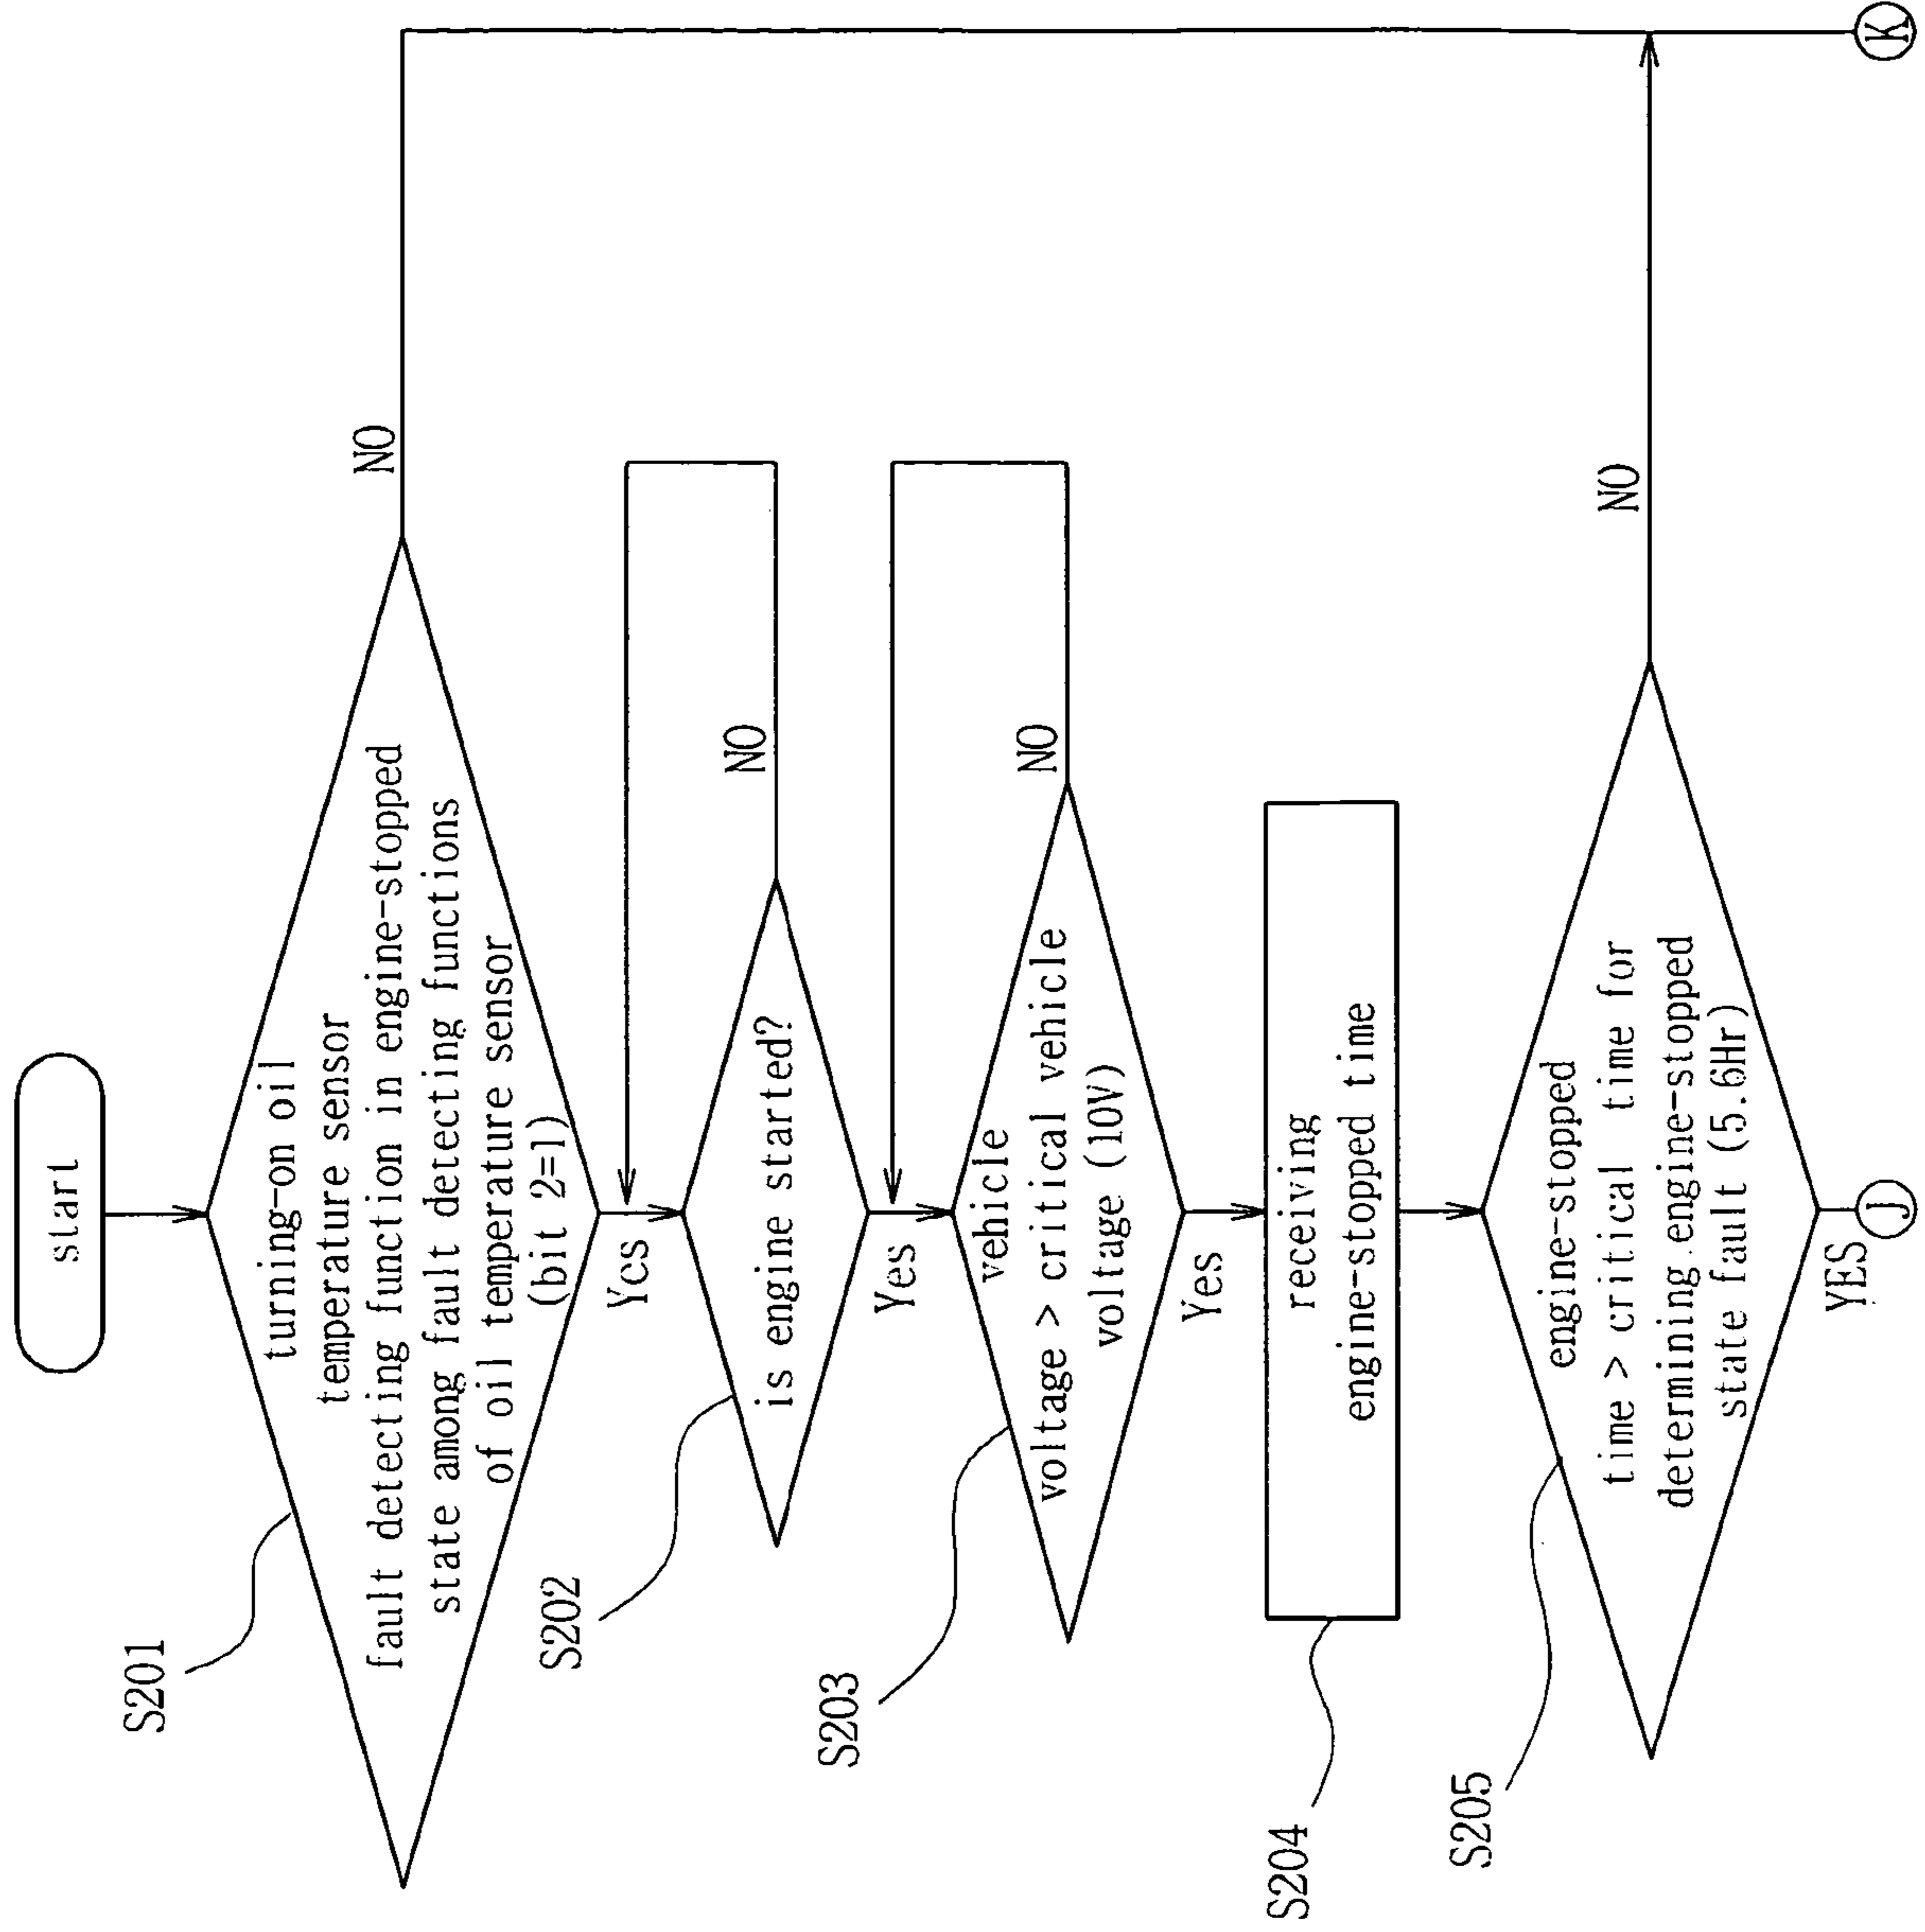 start
S201
turning-on oil
temperature sensor
fault detecting function in engine-stopped
state among fault detecting functions
of oil temperature sensor
(bit 2=1)
NO
Yes
S202
is engine started?
NO
Yes
S203
vehicle
voltage > critical vehicle
voltage (10V)
NO
Yes
S204
receiving
engine-stopped time
S205
engine-stopped
time > critical time for
determining engine-stopped
state fault (5.6Hr)
NO
YES
J
K